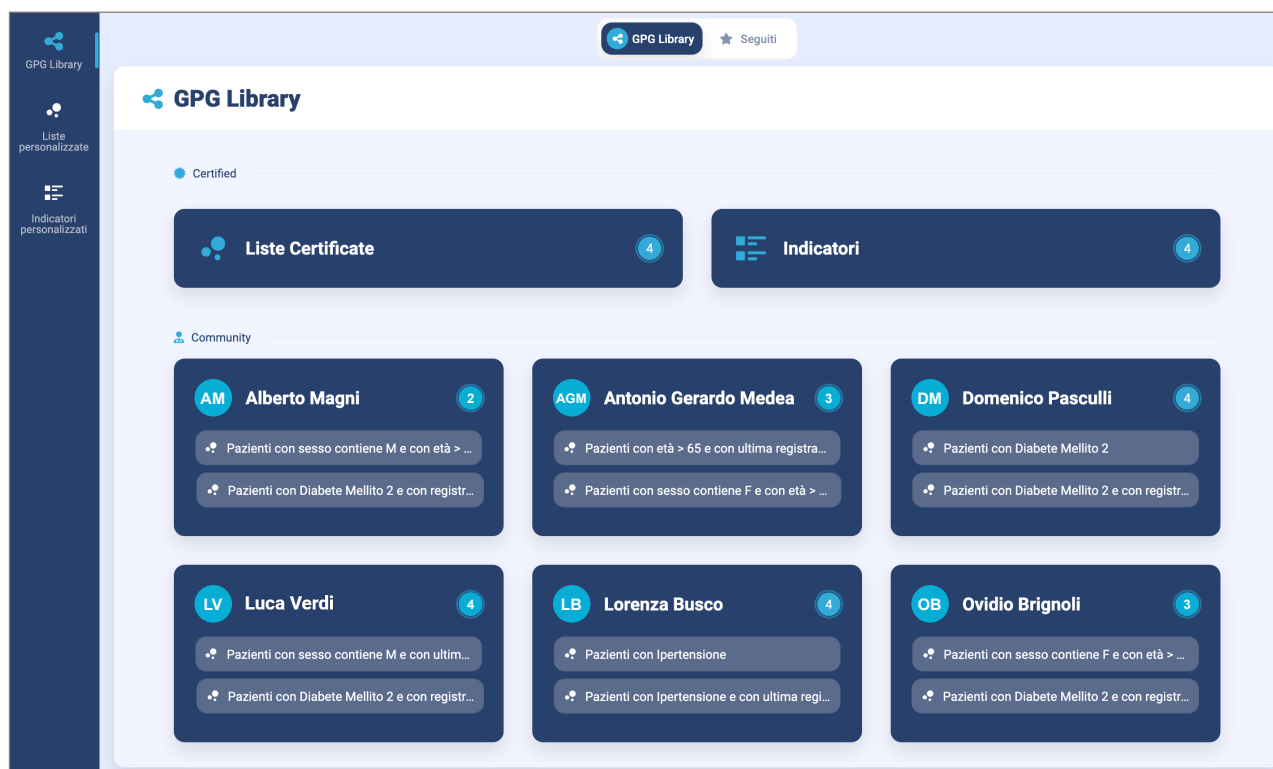 GPG Library
Liste
personalizzate
Indicatori
personalizzati
GPG Library
Seguiti
GPG Library
Certified
Liste Certificate
4
Indicatori
4
Community
AM
Alberto Magni
2
Pazienti con sesso contiene M e con età > ...
Pazienti con Diabete Mellito 2 e con registr...
AGM
Antonio Gerardo Medea
3
Pazienti con età > 65 e con ultima registra...
Pazienti con sesso contiene F e con età > ...
DM
Domenico Pasculli
4
Pazienti con Diabete Mellito 2
Pazienti con Diabete Mellito 2 e con registr...
LV
Luca Verdi
4
Pazienti con sesso contiene M e con ultim...
Pazienti con Diabete Mellito 2 e con registr...
LB
Lorenza Busco
4
Pazienti con Ipertensione
Pazienti con Ipertensione e con ultima regi...
OB
Ovidio Brignoli
3
Pazienti con sesso contiene F e con età > ...
Pazienti con Diabete Mellito 2 e con registr...